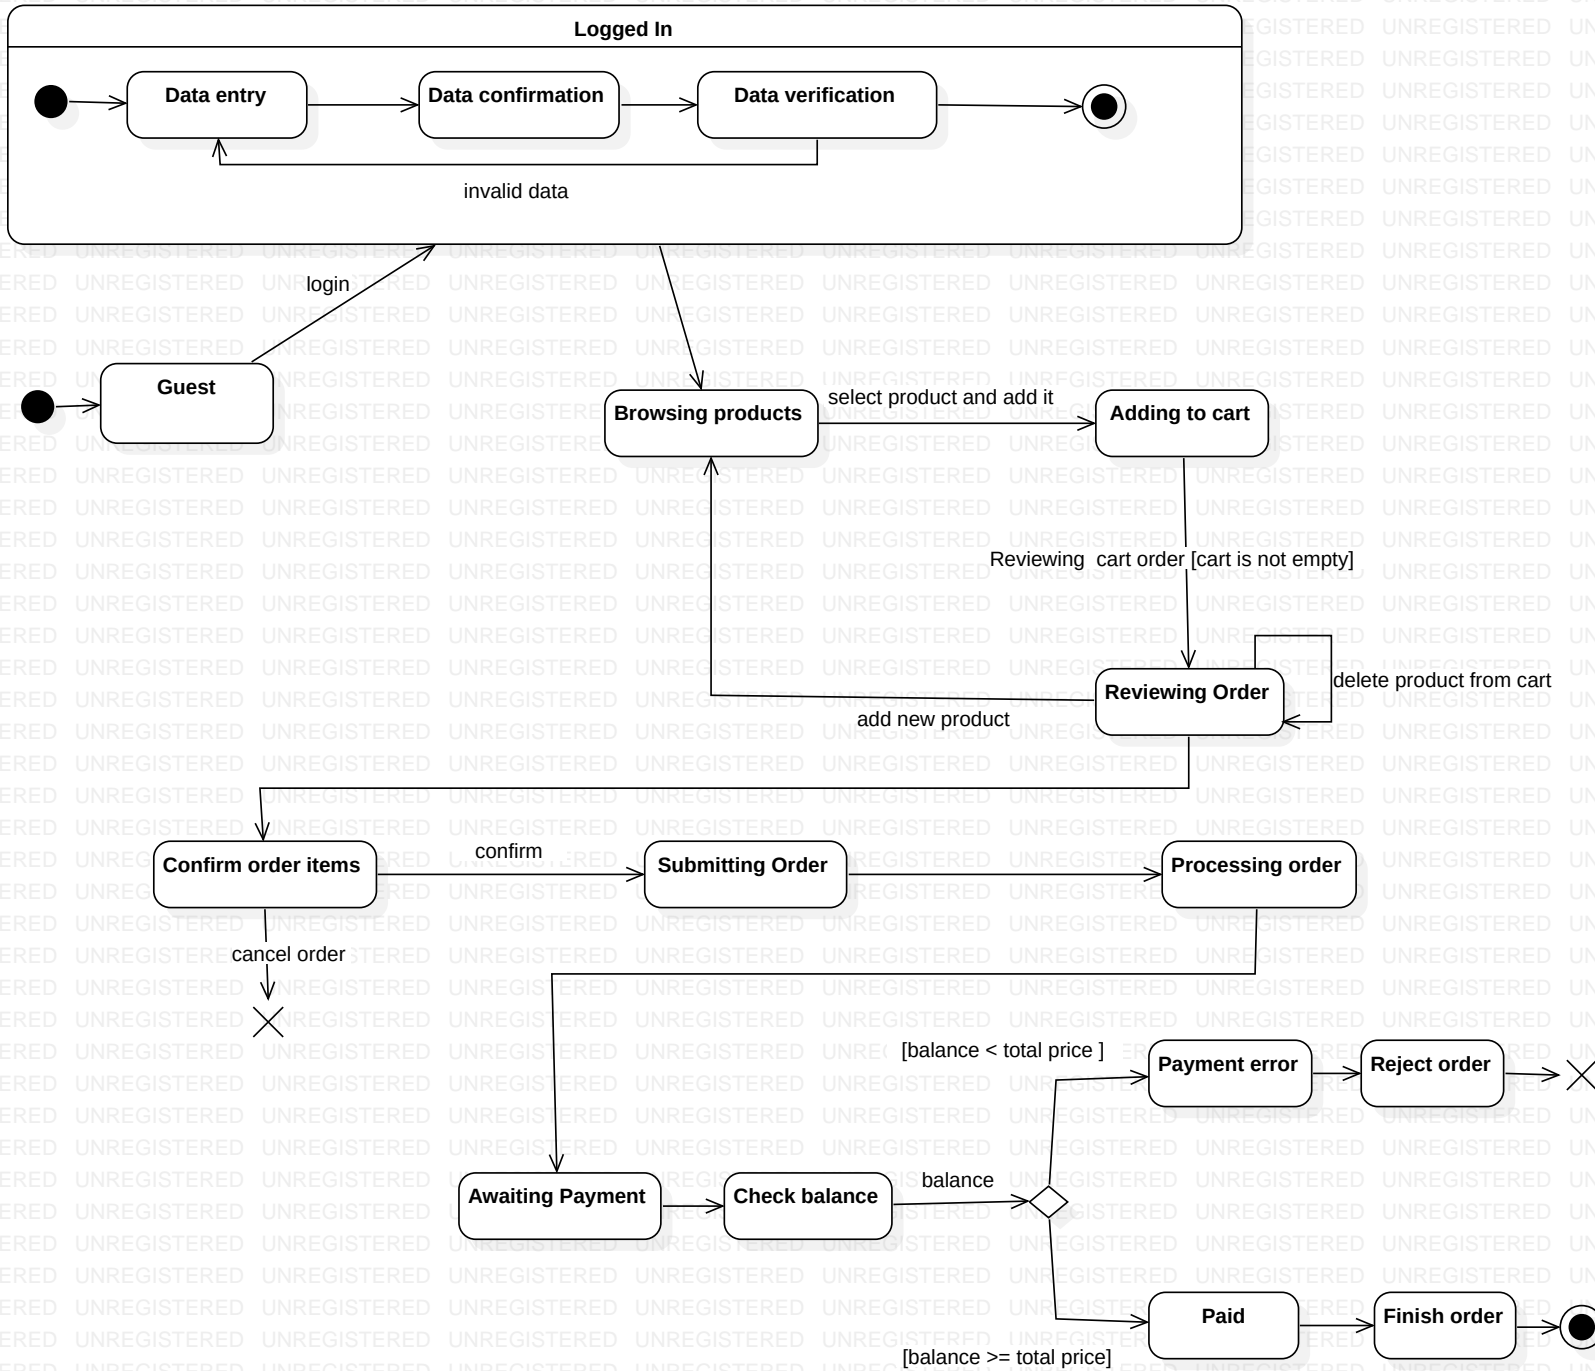 Logged In
Data entry
Data confirmation
Data verification
invalid data
login
Guest
Browsing products
select product and add it
Adding to cart
Reviewing  cart order [cart is not empty]
Reviewing Order
delete product from cart
add new product
Confirm order items
confirm
Submitting Order
Processing order
cancel order
[balance < total price ]
Payment error
Reject order
Awaiting Payment
Check balance
balance
Paid
Finish order
[balance >= total price]
UNREGISTERED